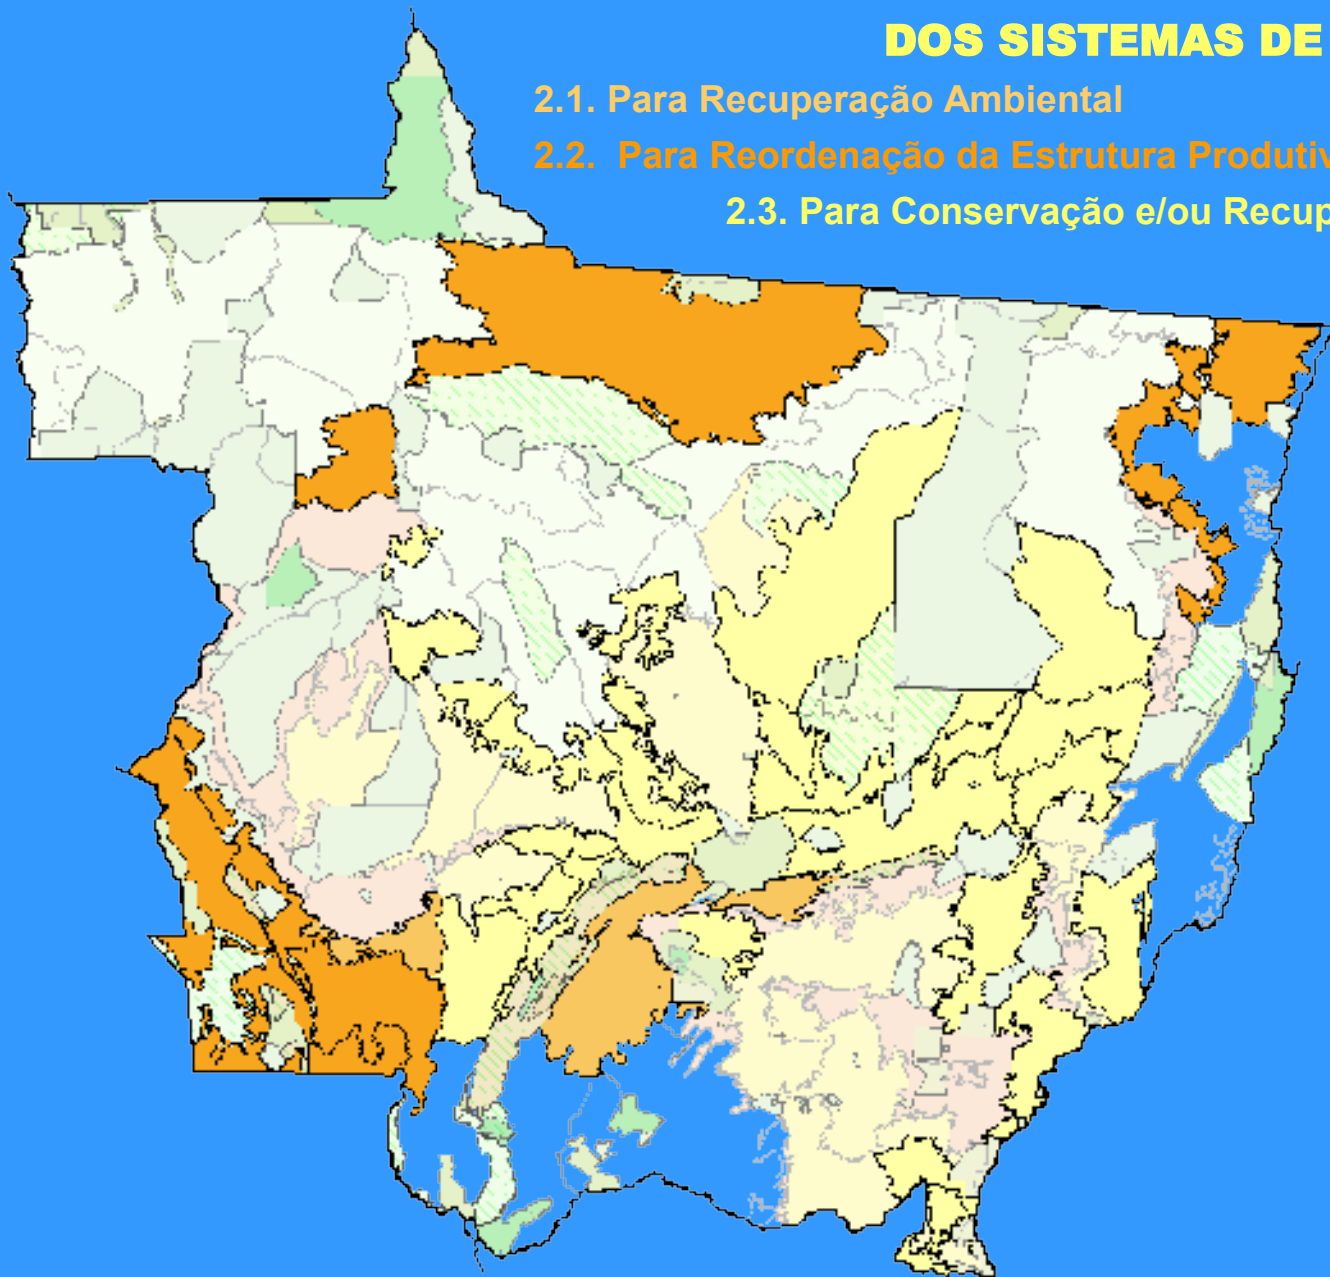 DOS SISTEMAS DE
2.1. Para Recuperação Ambiental
2.2. Para Reordenação da Estrutura Produtiv
2.3. Para Conservação e/ou Recup